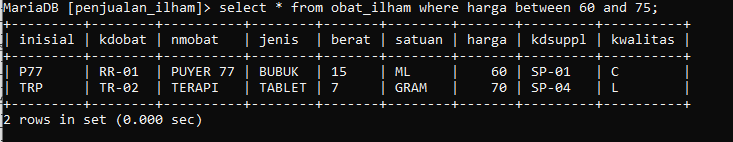 MariaDB [penjualan_ilham]> select * from obat_ilham where harga between 60 and 75;
+---------+--------+----------+--------+-------+--------+-------+---------+-----------+
| inisial | kdobat | nmobat   | jenis  | berat | satuan | harga | kdsuppl | kwalitas  |
+---------+--------+----------+--------+-------+--------+-------+---------+-----------+
| P77     | RR-01  | PUYER 77 | BUBUK  | 15    | ML     |    60 | SP-01   | C         |
| TRP     | TR-02  | TERAPI   | TABLET | 7     | GRAM   |    70 | SP-04   | L         |
+---------+--------+----------+--------+-------+--------+-------+---------+-----------+
2 rows in set (0.000 sec)